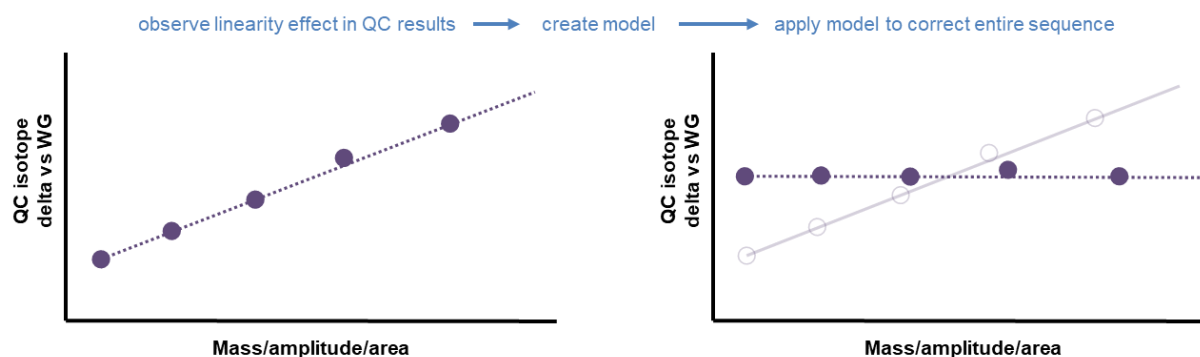 observe linearity effect in QC results → create model → apply model to correct entire sequence
QC isotope
delta vs WG
Mass/amplitude/area
QC isotope
delta vs WG
Mass/amplitude/area